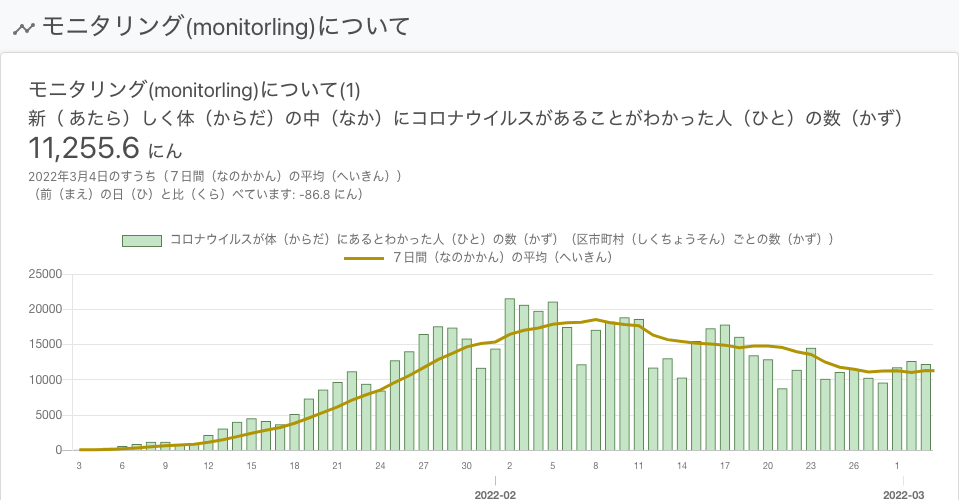 モニタリング(monitorling)について
モニタリング(monitorling)について(1)
新（ あたら）しく体（からだ）の中（なか）にコロナウイルスがあることがわかった人（ひと）の数（かず）
11,255.6 にん
2022年3月4日のすうち（７日間（なのかかん）の平均（へいきん））
（前（まえ）の日（ひ）と比（くら）べています: -86.8 にん）
コロナウイルスが体（からだ）にあるとわかった人（ひと）の数（かず）（区市町村（しくちょうそん）ごとの数（かず））
７日間（なのかかん）の平均（へいきん）
25000
20000
15000
10000
5000
0
3 6 9 12 15 18 21 24 27 30 2 5 8 11 14 17 20 23 26 1
2022-02 2022-03